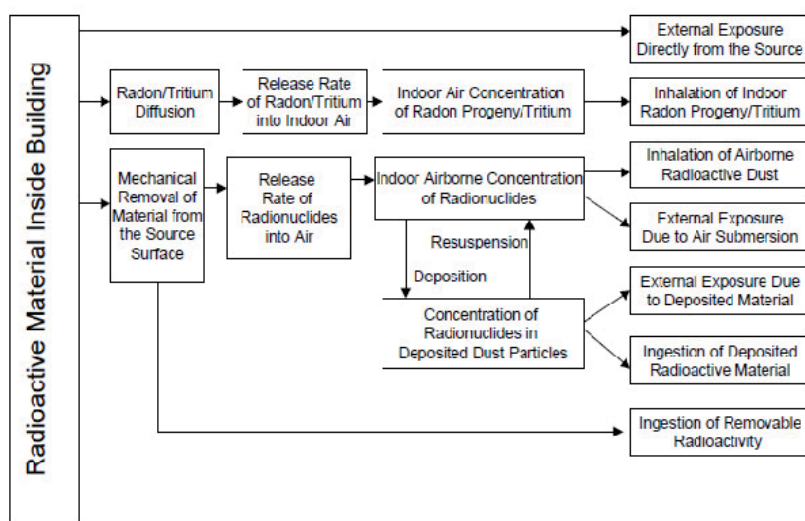 Radioactive Material Inside Building
External Exposure
Directly from the Source
Radon/Tritium
Diffusion
Release Rate
of Radon/Tritium
into Indoor Air
Indoor Air Concentration
of Radon Progeny/Tritium
Inhalation of Indoor
Radon Progeny/Tritium
Mechanical
Removal of
Material from
the Source
Surface
Release
Rate of
Radionuclides
into Air
Indoor Airborne Concentration
of Radionuclides
Inhalation of Airborne
Radioactive Dust
External Exposure
Due to Air Submersion
Resuspension
Deposition
Concentration of
Radionuclides in
Deposited Dust Particles
External Exposure Due
to Deposited Material
Ingestion of Deposited
Radioactive Material
Ingestion of Removable
Radioactivity